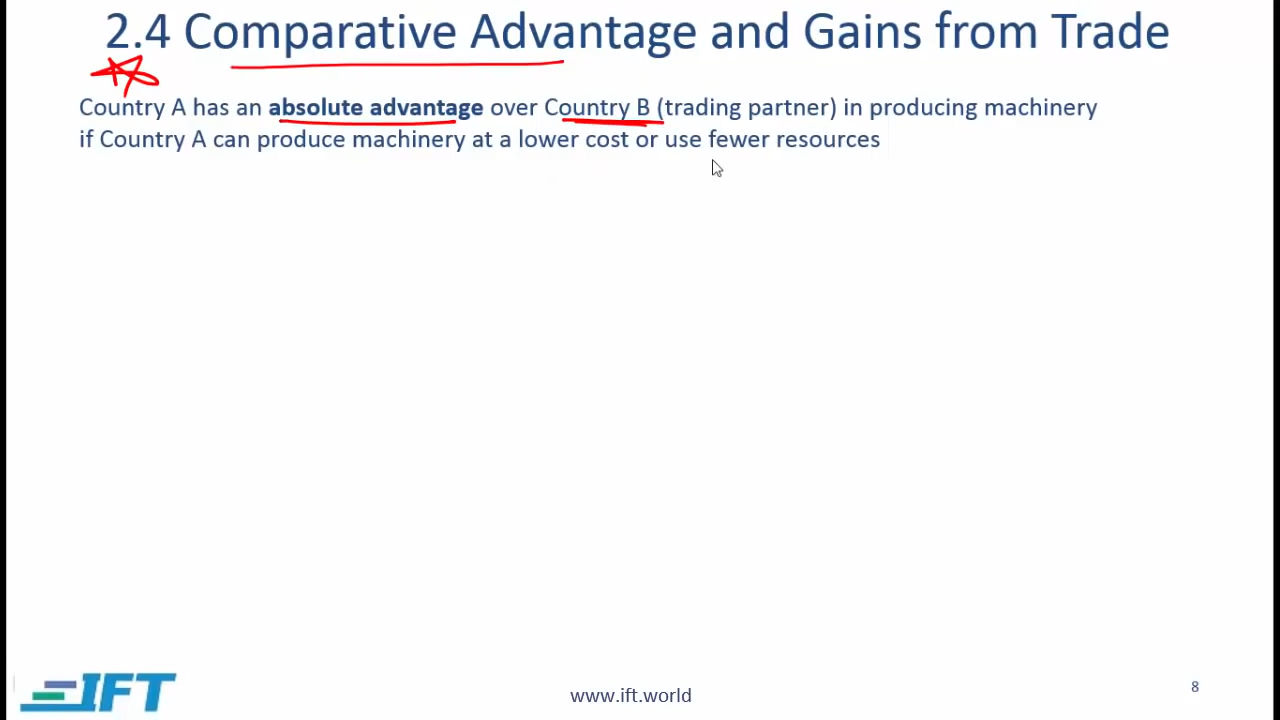 2.4 Comparative Advantage and Gains from Trade
Country A has an absolute advantage over Country B (trading partner) in producing machinery
if Country A can produce machinery at a lower cost or use fewer resources
IFT
www.ift.world
8